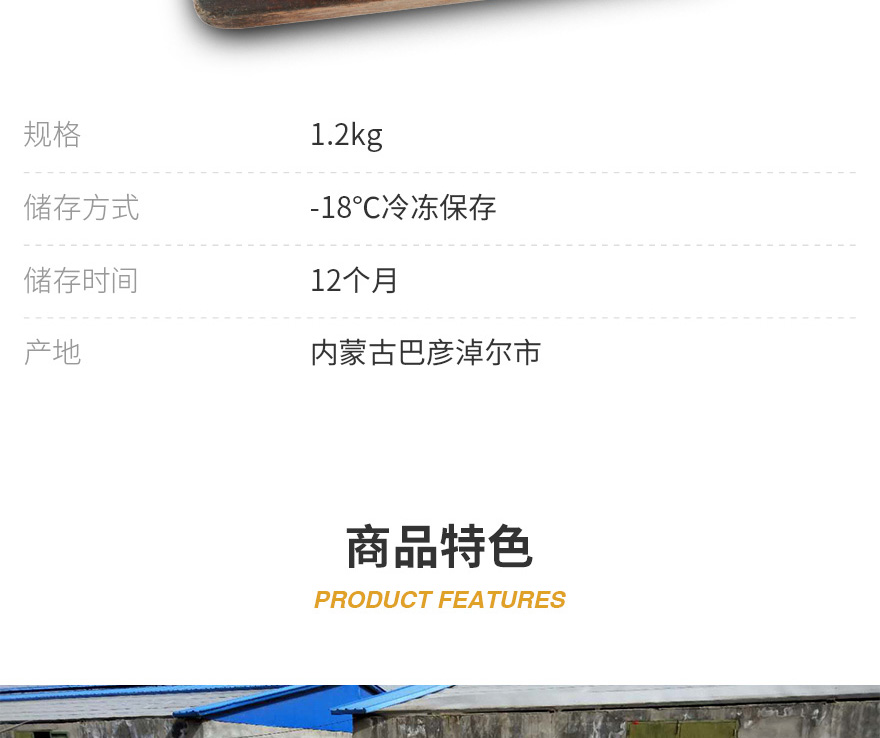 规格 1.2kg
储存方式 -18℃冷冻保存
储存时间 12个月
产地 内蒙古巴彦淖尔市
商品特色
PRODUCT FEATURES